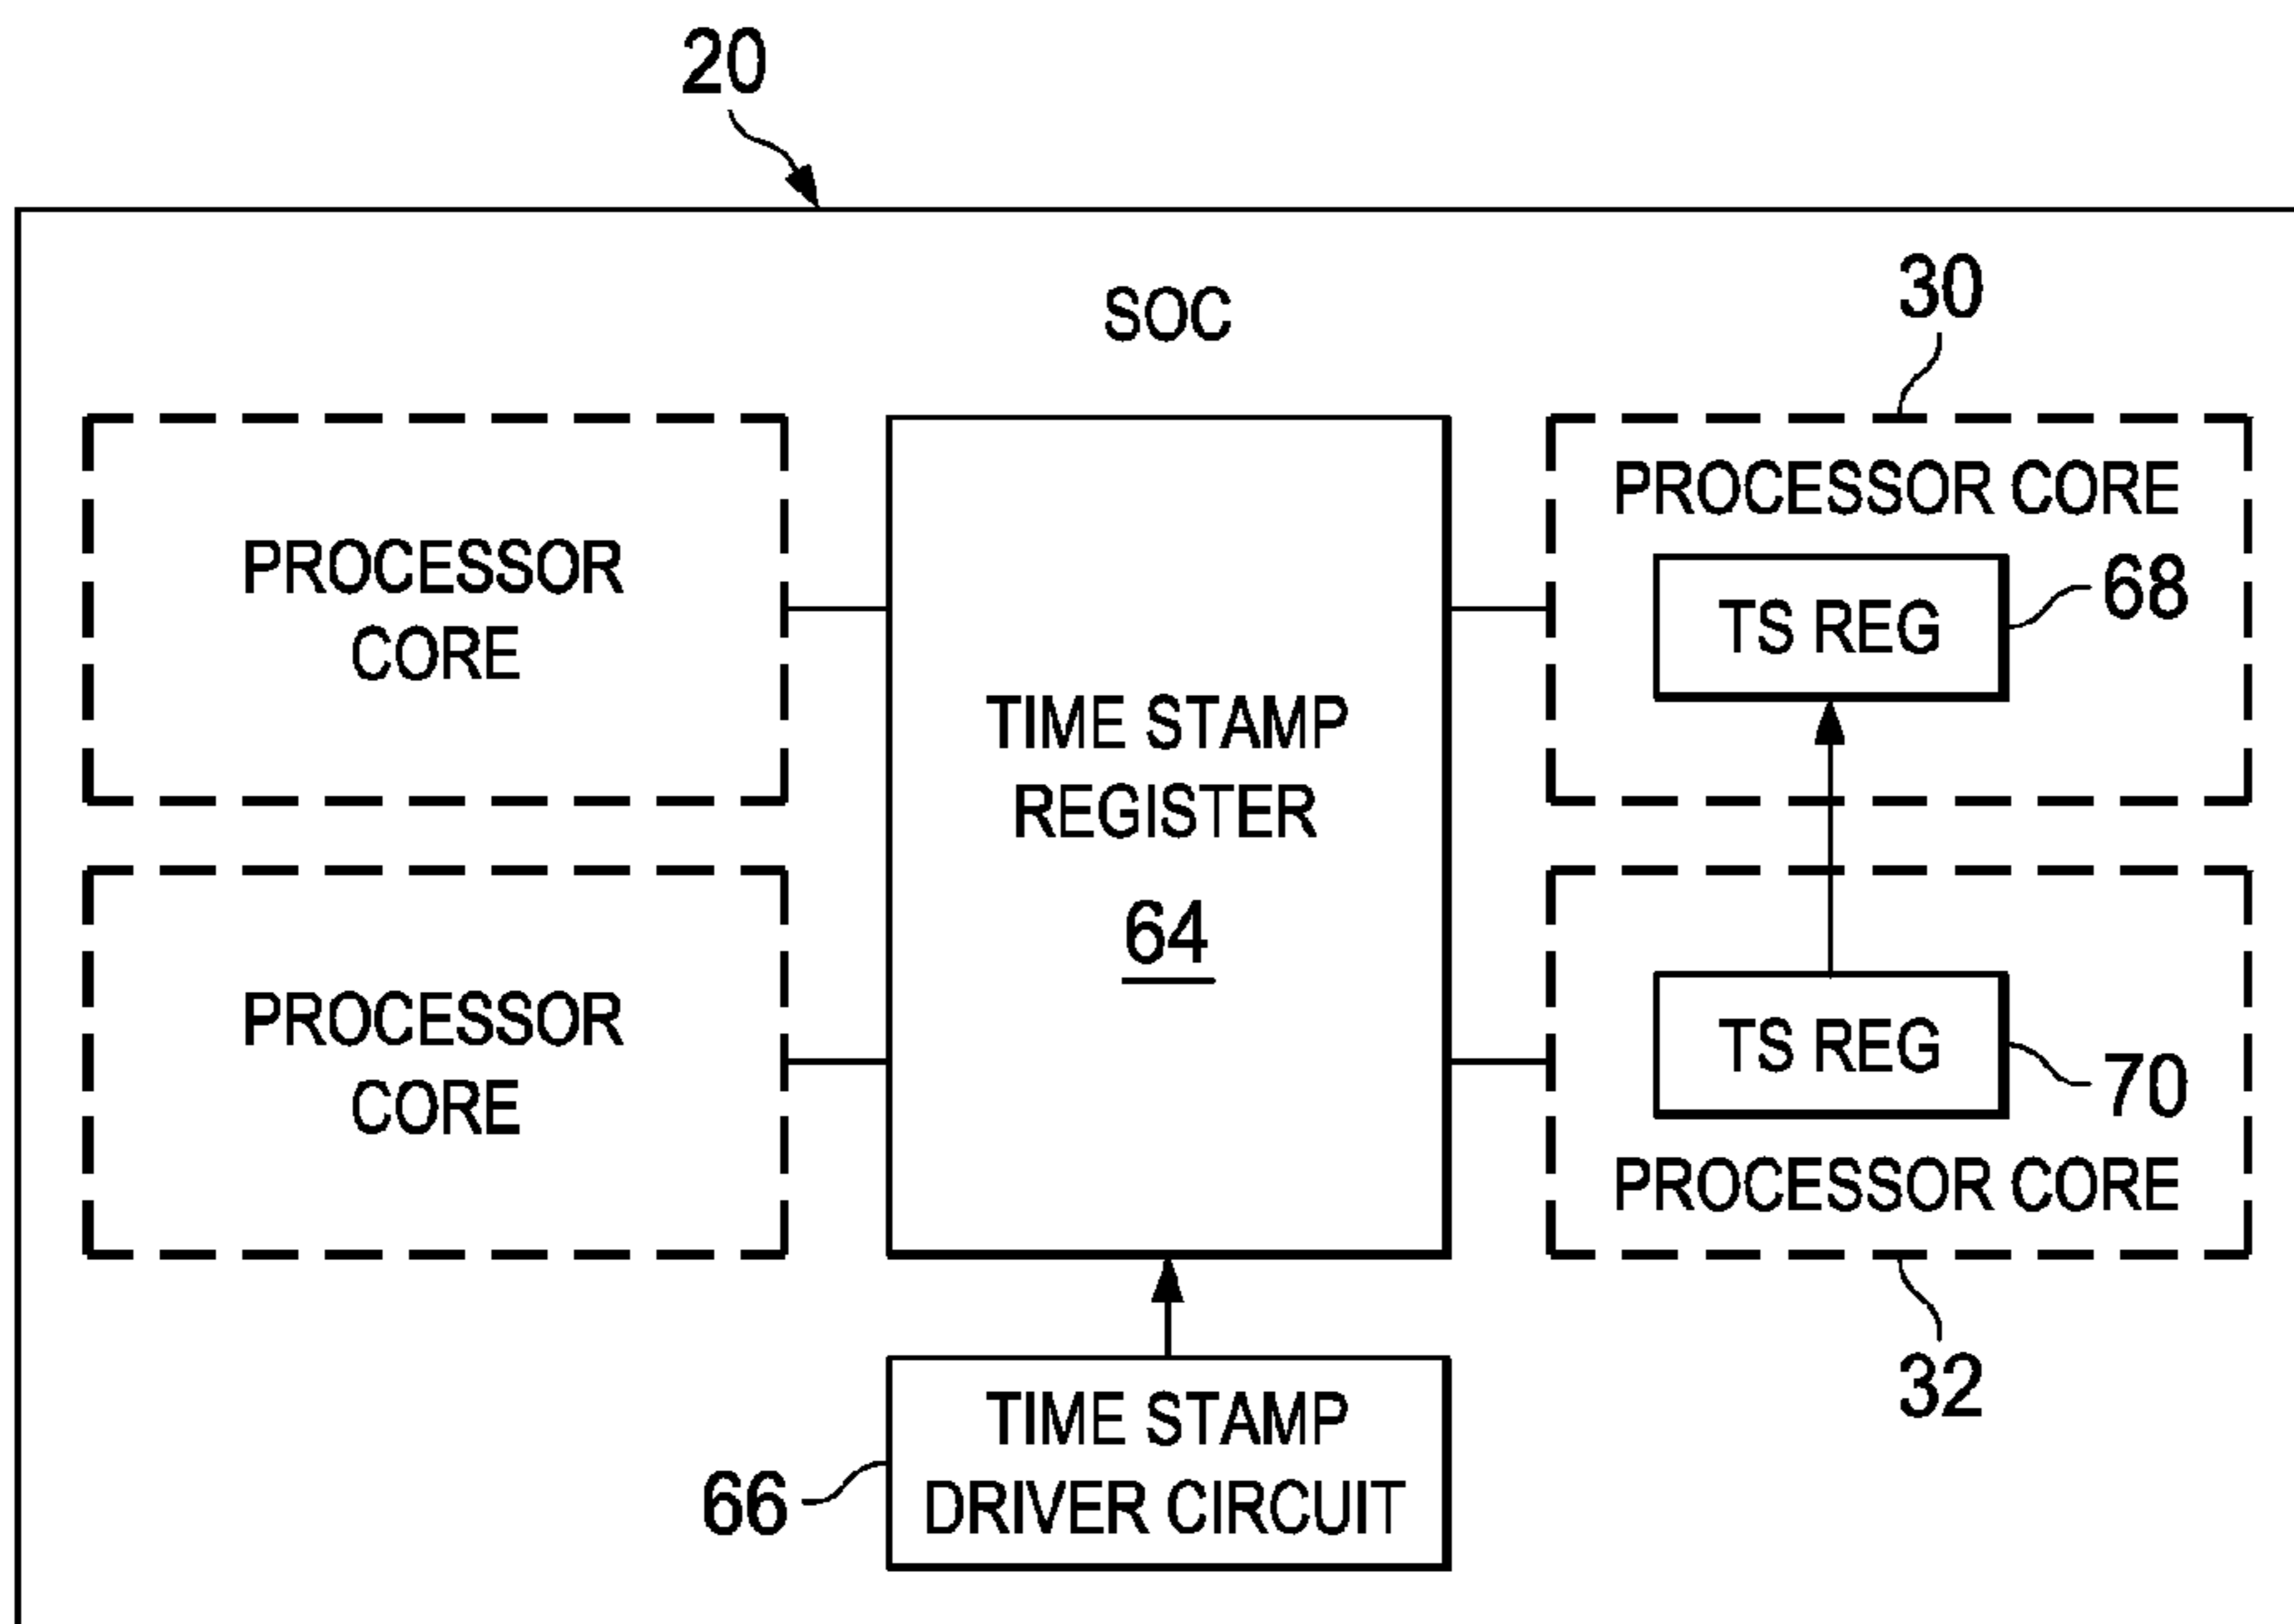 20
SOC
30
PROCESSOR
CORE
TIME STAMP
REGISTER
64
PROCESSOR CORE
TS REG
68
PROCESSOR
CORE
TS REG
70
PROCESSOR CORE
32
66
TIME STAMP
DRIVER CIRCUIT